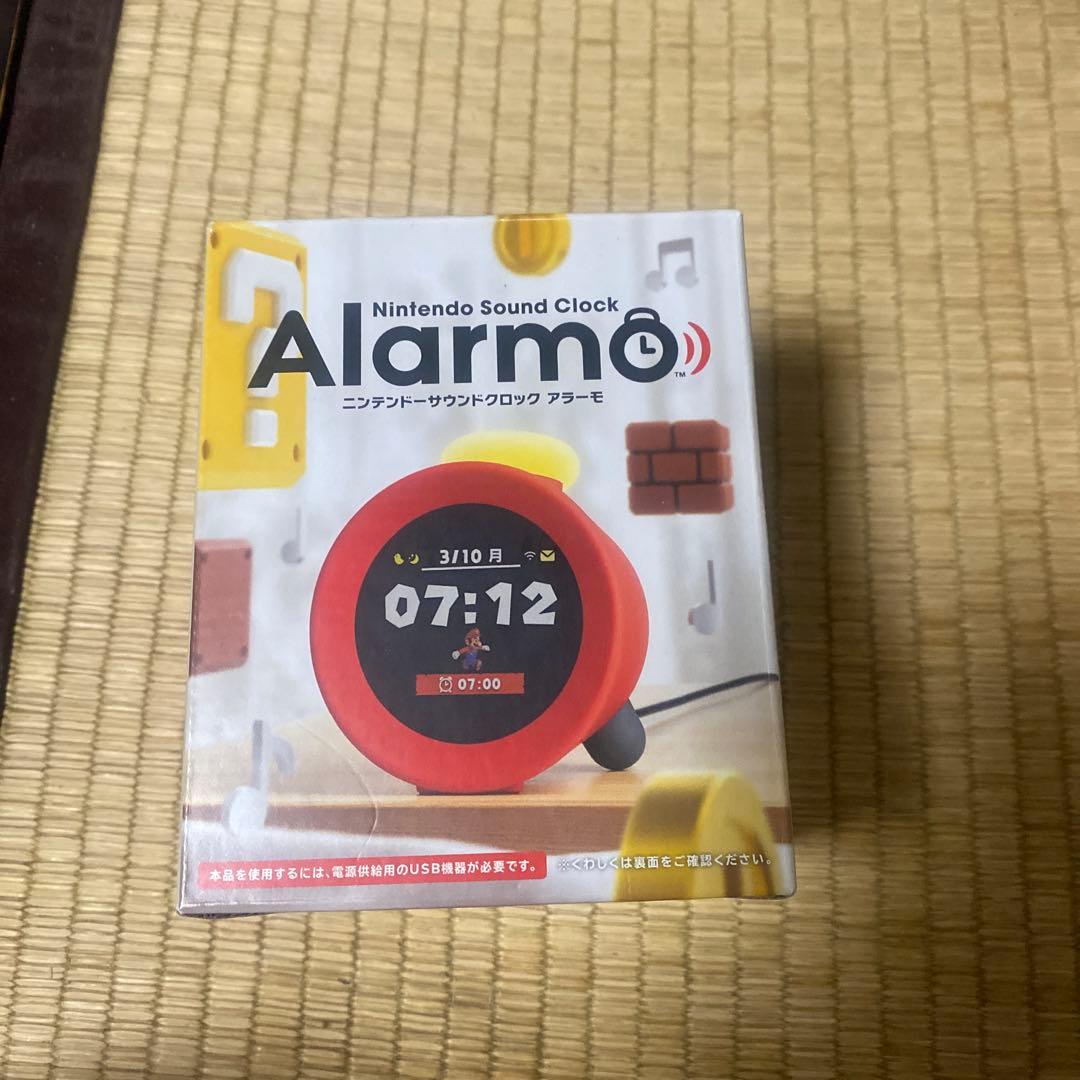 Nintendo Sound Clock
Alarmo
TM
ニンテンドーサウンドクロック アラーモ
3/10 月
07:12
07:00
本品を使用するには、電源供給用のUSB機器が必要です。
※くわしくは裏面をご確認ください。